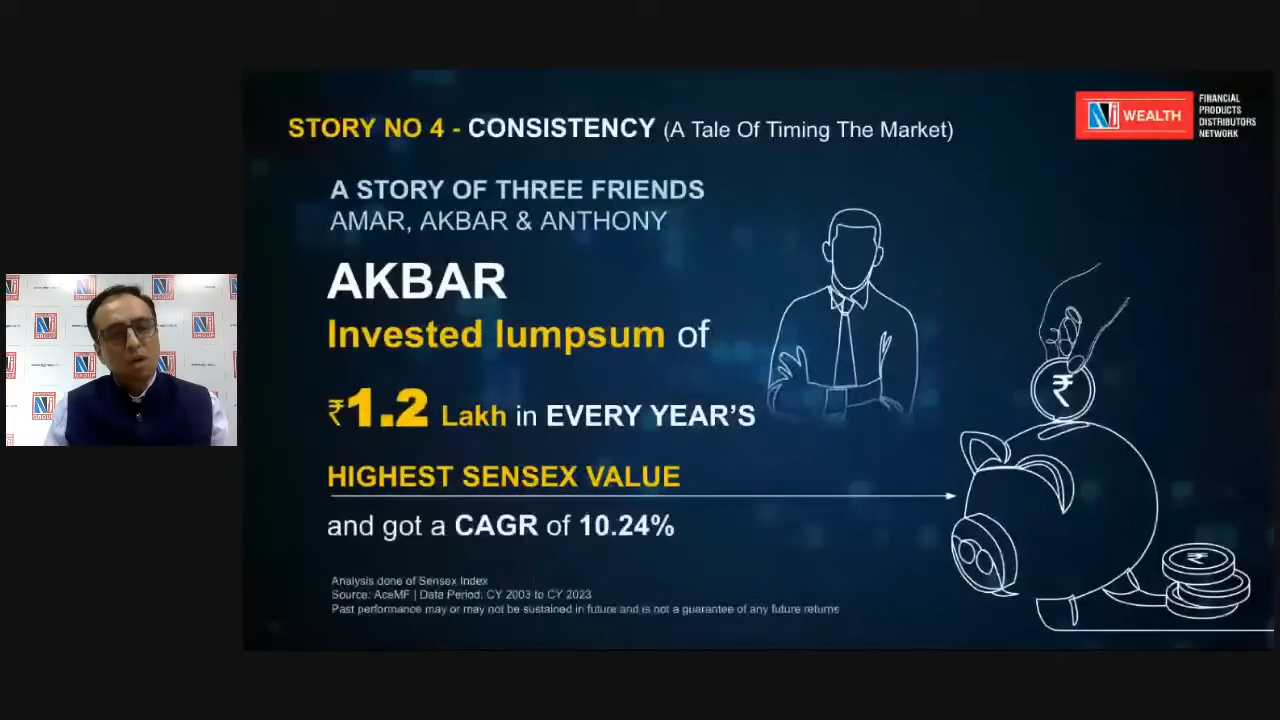 STORY NO 4 - CONSISTENCY (A Tale Of Timing The Market)
NJ WEALTH
FINANCIAL
PRODUCTS
DISTRIBUTORS
NETWORK
A STORY OF THREE FRIENDS
AMAR, AKBAR & ANTHONY
AKBAR
Invested lumpsum of
₹1.2 Lakh in EVERY YEAR'S
HIGHEST SENSEX VALUE
and got a CAGR of 10.24%
₹
Analysis done of Sensex Index
Source: AceMF | Data Period: CY 2003 to CY 2023
Past performance may or may not be sustained in future and is not a guarantee of any future returns